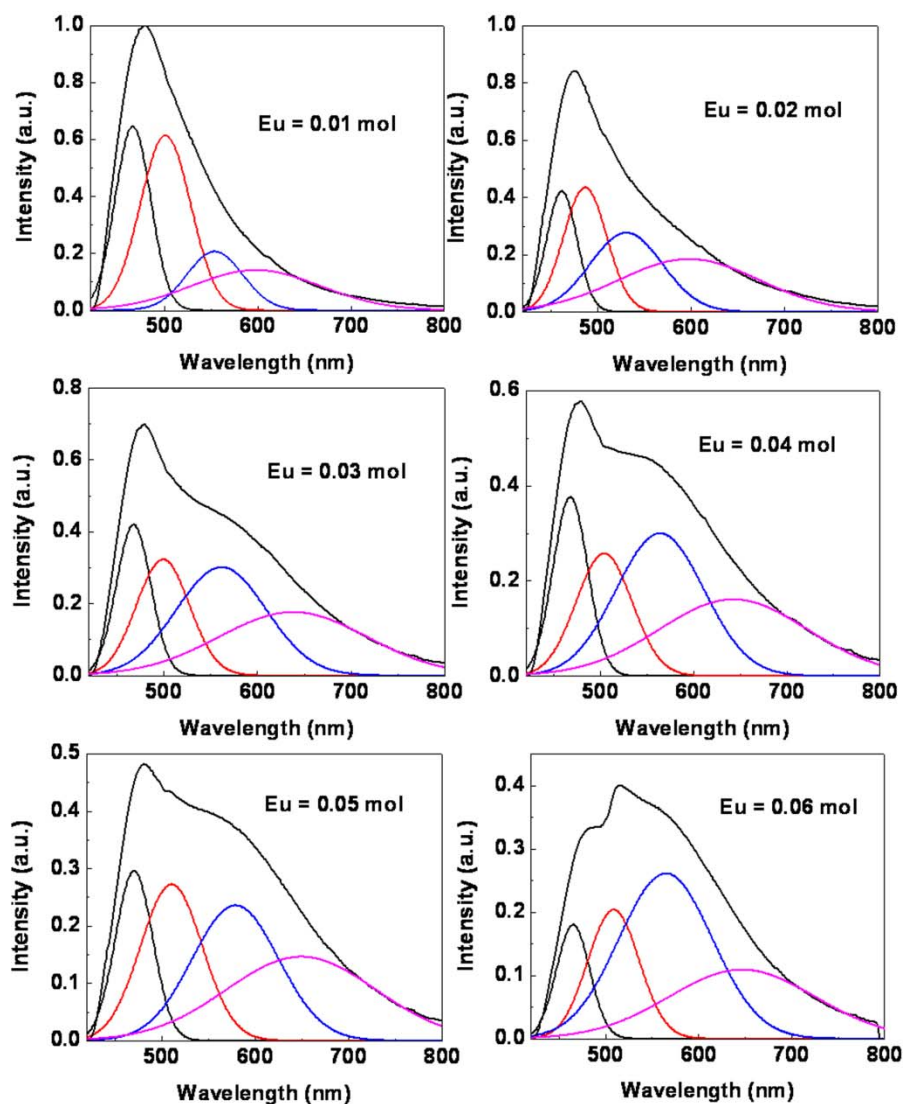 1.0
0.8
0.6
0.4
0.2
0.0
Intensity (a.u.)
Eu = 0.01 mol
500 600 700 800
Wavelength (nm)
1.0
0.8
0.6
0.4
0.2
0.0
Intensity (a.u.)
Eu = 0.02 mol
500 600 700 800
Wavelength (nm)
0.8
0.6
0.4
0.2
0.0
Intensity (a.u.)
Eu = 0.03 mol
500 600 700 800
Wavelength (nm)
0.6
0.4
0.2
0.0
Intensity (a.u.)
Eu = 0.04 mol
500 600 700 800
Wavelength (nm)
0.5
0.4
0.3
0.2
0.1
0.0
Intensity (a.u.)
Eu = 0.05 mol
500 600 700 800
Wavelength (nm)
0.4
0.3
0.2
0.1
0.0
Intensity (a.u.)
Eu = 0.06 mol
500 600 700 800
Wavelength (nm)